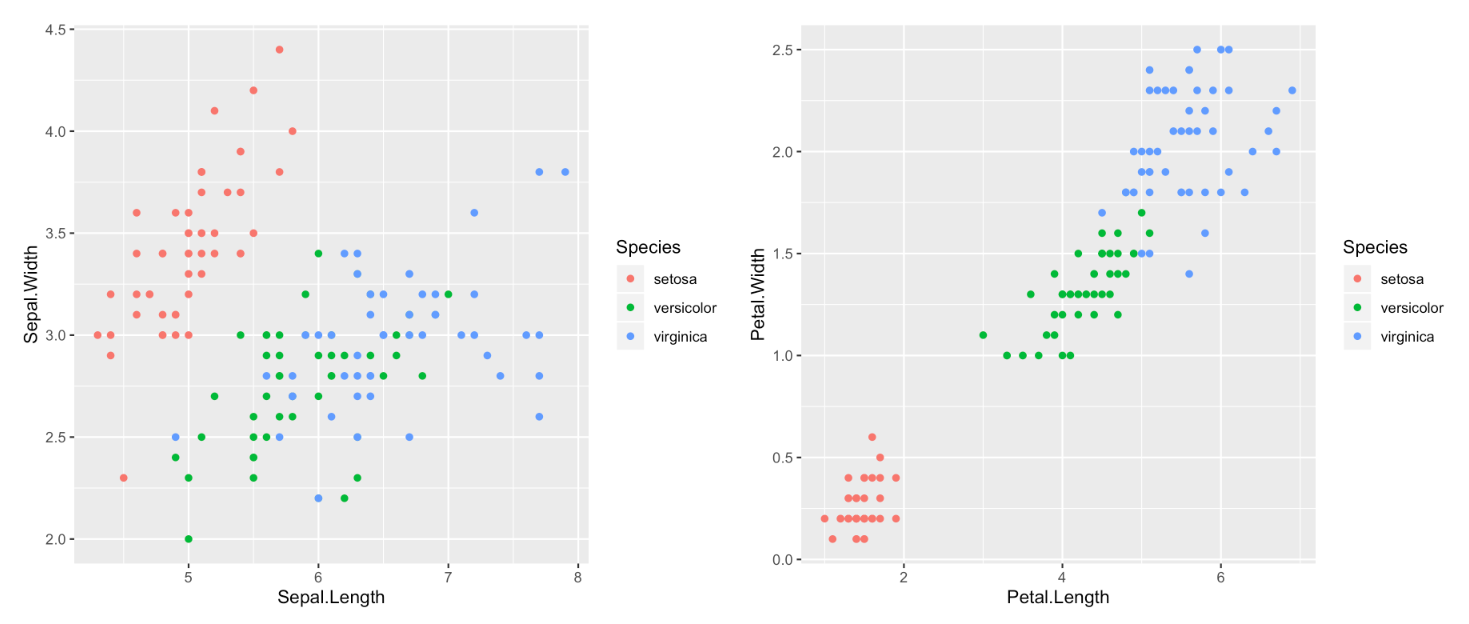 4.5
4.0
3.5
3.0
2.5
2.0
Sepal.Width
5 6 7 8
Sepal.Length
Species
setosa
versicolor
virginica
2.5
2.0
1.5
1.0
0.5
0.0
Petal.Width
2 4 6
Petal.Length
Species
setosa
versicolor
virginica